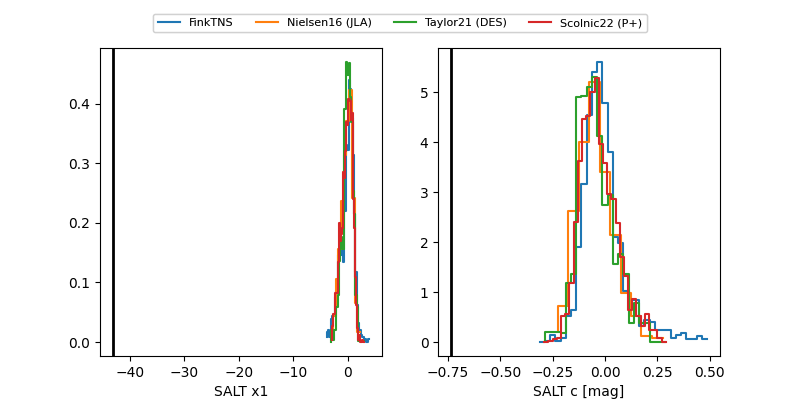 FinkTNS Nielsen16 (JLA) Taylor21 (DES) Scolnic22 (P+)
0.4
0.3
0.2
0.1
0.0
−40 −30 −20 −10 0
SALT x1
5
4
3
2
1
0
−0.75 −0.50 −0.25 0.00 0.25 0.50
SALT c [mag]